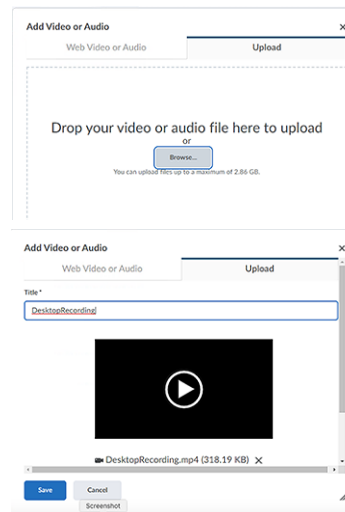 Add Video or Audio ×
Web Video or Audio Upload
Drop your video or audio file here to upload
or
Browse...
You can upload files up to a maximum of 2.86 GB.
Add Video or Audio ×
Web Video or Audio Upload
Title *
DesktopRecording
DesktopRecording.mp4 (318.19 KB) ×
Save Cancel
Screenshot